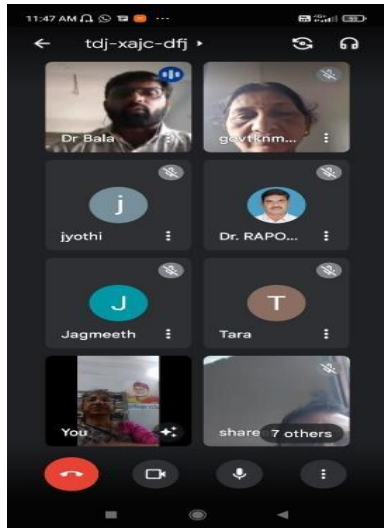 11:47 AM
tdj-xajc-dfj
Dr Bala
govtknm...
j
jyothi
Dr. RAPO...
J
Jagmeeth
T
Tara
You
share
7 others